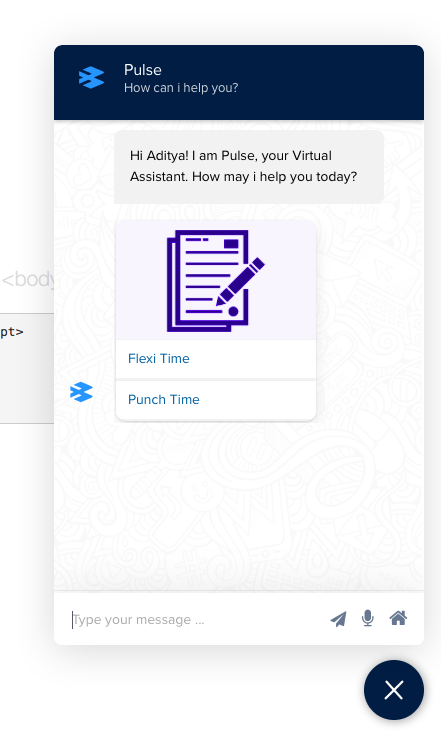 Pulse
How can i help you?
Hi Aditya! I am Pulse, your Virtual
Assistant. How may i help you today?
<body
pt>
Flexi Time
Punch Time
Type your message ...